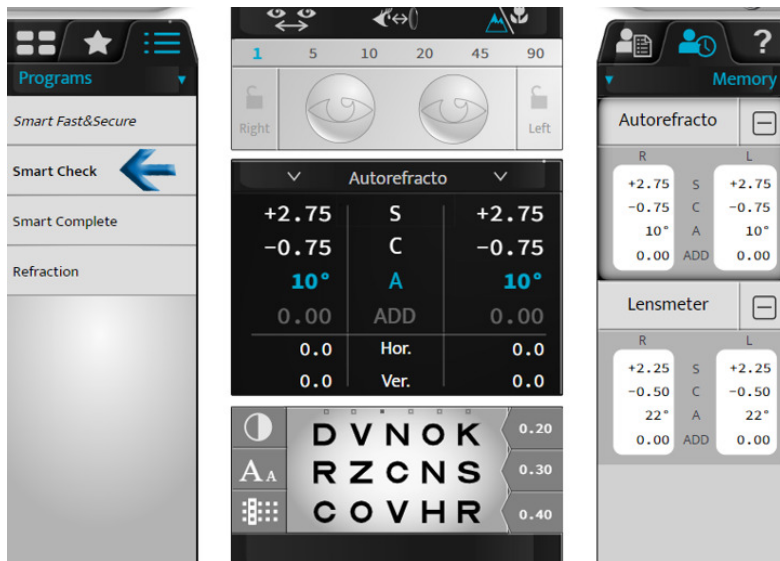 Programs
Smart Fast&Secure
Smart Check
Smart Complete
Refraction
1 5 10 20 45 90
Right Left
Autorefracto
+2.75 S +2.75
-0.75 C -0.75
10° A 10°
0.00 ADD 0.00
0.0 Hor. 0.0
0.0 Ver. 0.0
D V N O K 0.20
A A R Z C N S 0.30
C O V H R 0.40
?
Memory
Autorefracto
R L
+2.75 S +2.75
-0.75 C -0.75
10° A 10°
0.00 ADD 0.00
Lensmeter
R L
+2.25 S +2.25
-0.50 C -0.50
22° A 22°
0.00 ADD 0.00